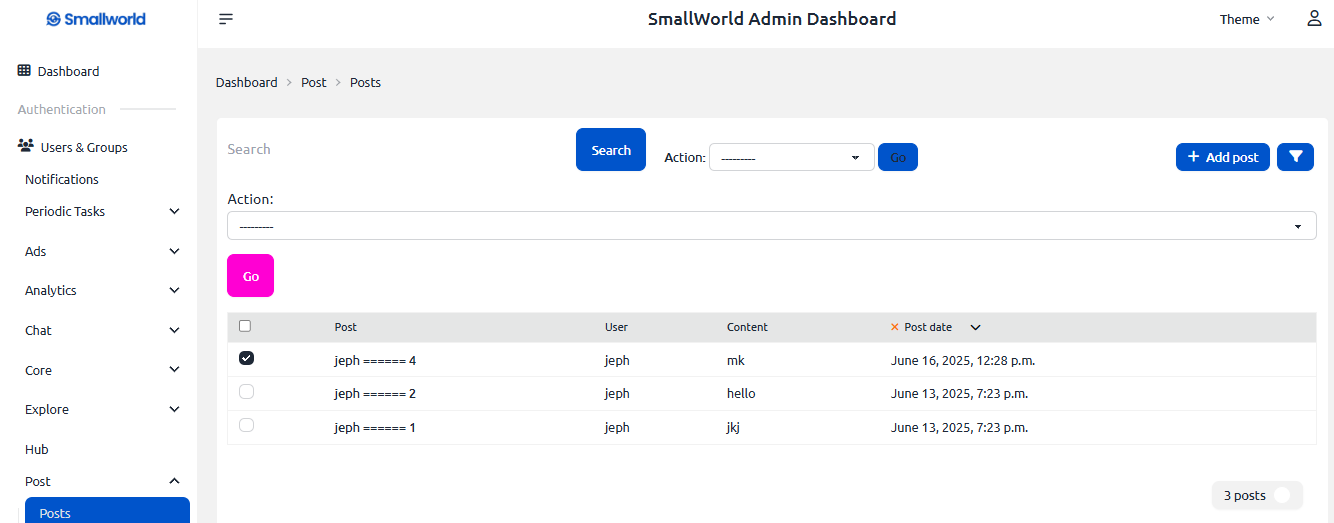 Smallworld
SmallWorld Admin Dashboard
Theme
Dashboard
Authentication
Users & Groups
Notifications
Periodic Tasks
Ads
Analytics
Chat
Core
Explore
Hub
Post
Posts
Dashboard > Post > Posts
Search
Search
Action: ---------
Go
+ Add post
Action:
---------
Go
Post User Content Post date
jeph ====== 4 jeph mk June 16, 2025, 12:28 p.m.
jeph ====== 2 jeph hello June 13, 2025, 7:23 p.m.
jeph ====== 1 jeph jkj June 13, 2025, 7:23 p.m.
3 posts